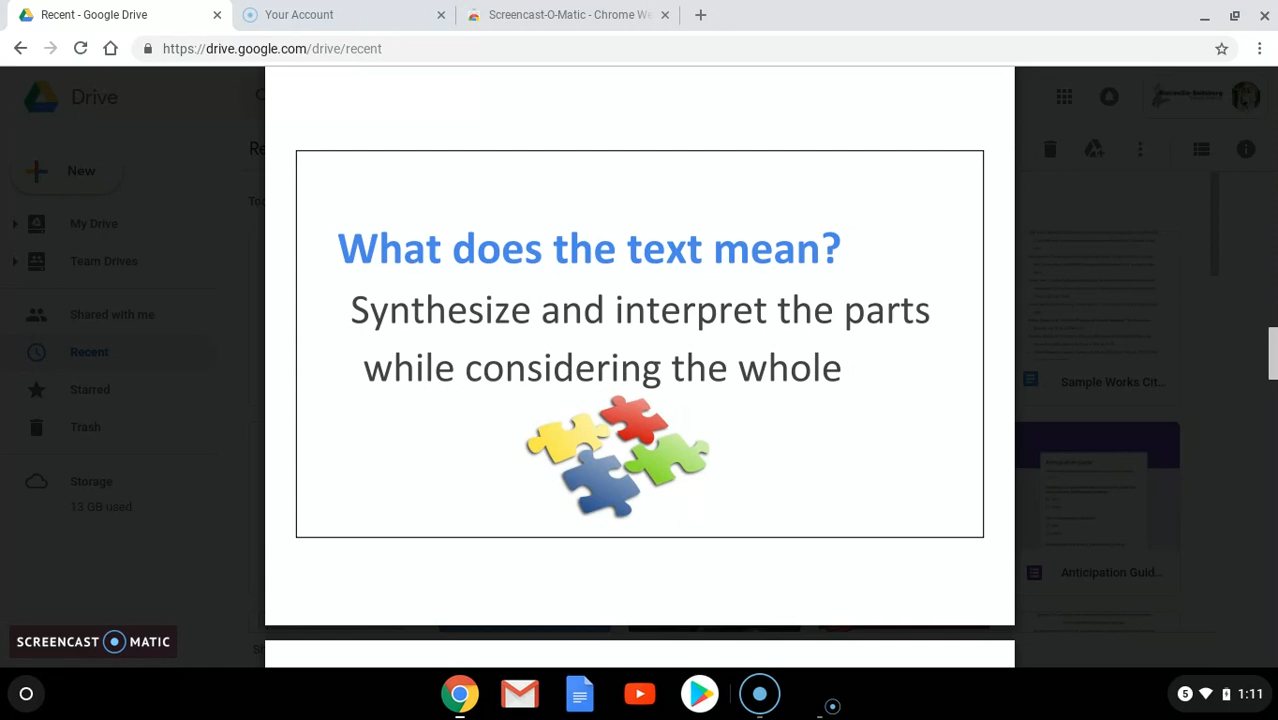 Recent - Google Drive
Your Account
Screencast-O-Matic - Chrome We
https://drive.google.com/drive/recent
Drive
What does the text mean?
Synthesize and interpret the parts
while considering the whole
New
My Drive
Team Drives
Shared with me
Recent
Starred
Trash
Storage
13 GB used
Sample Works Cit...
Anticipation Guid...
SCREENCAST MATIC
5
1:11